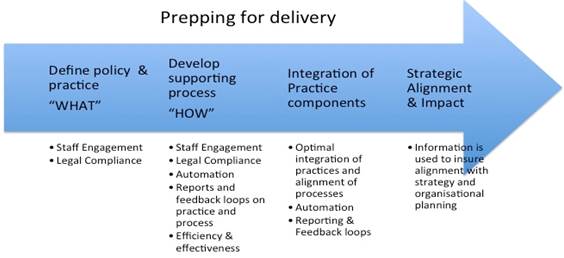 Prepping for delivery
Define policy &
practice
“WHAT”
Develop
supporting
process
“HOW”
Integration of
Practice
components
Strategic
Alignment
& Impact
• Staff Engagement
• Legal Compliance
• Staff Engagement
• Legal Compliance
• Automation
• Reports and
feedback loops on
practice and
process
• Efficiency &
effectiveness
• Optimal
integration of
practices and
alignment of
processes
• Automation
• Reporting &
Feedback loops
• Information is
used to insure
alignment with
strategy and
organisational
planning